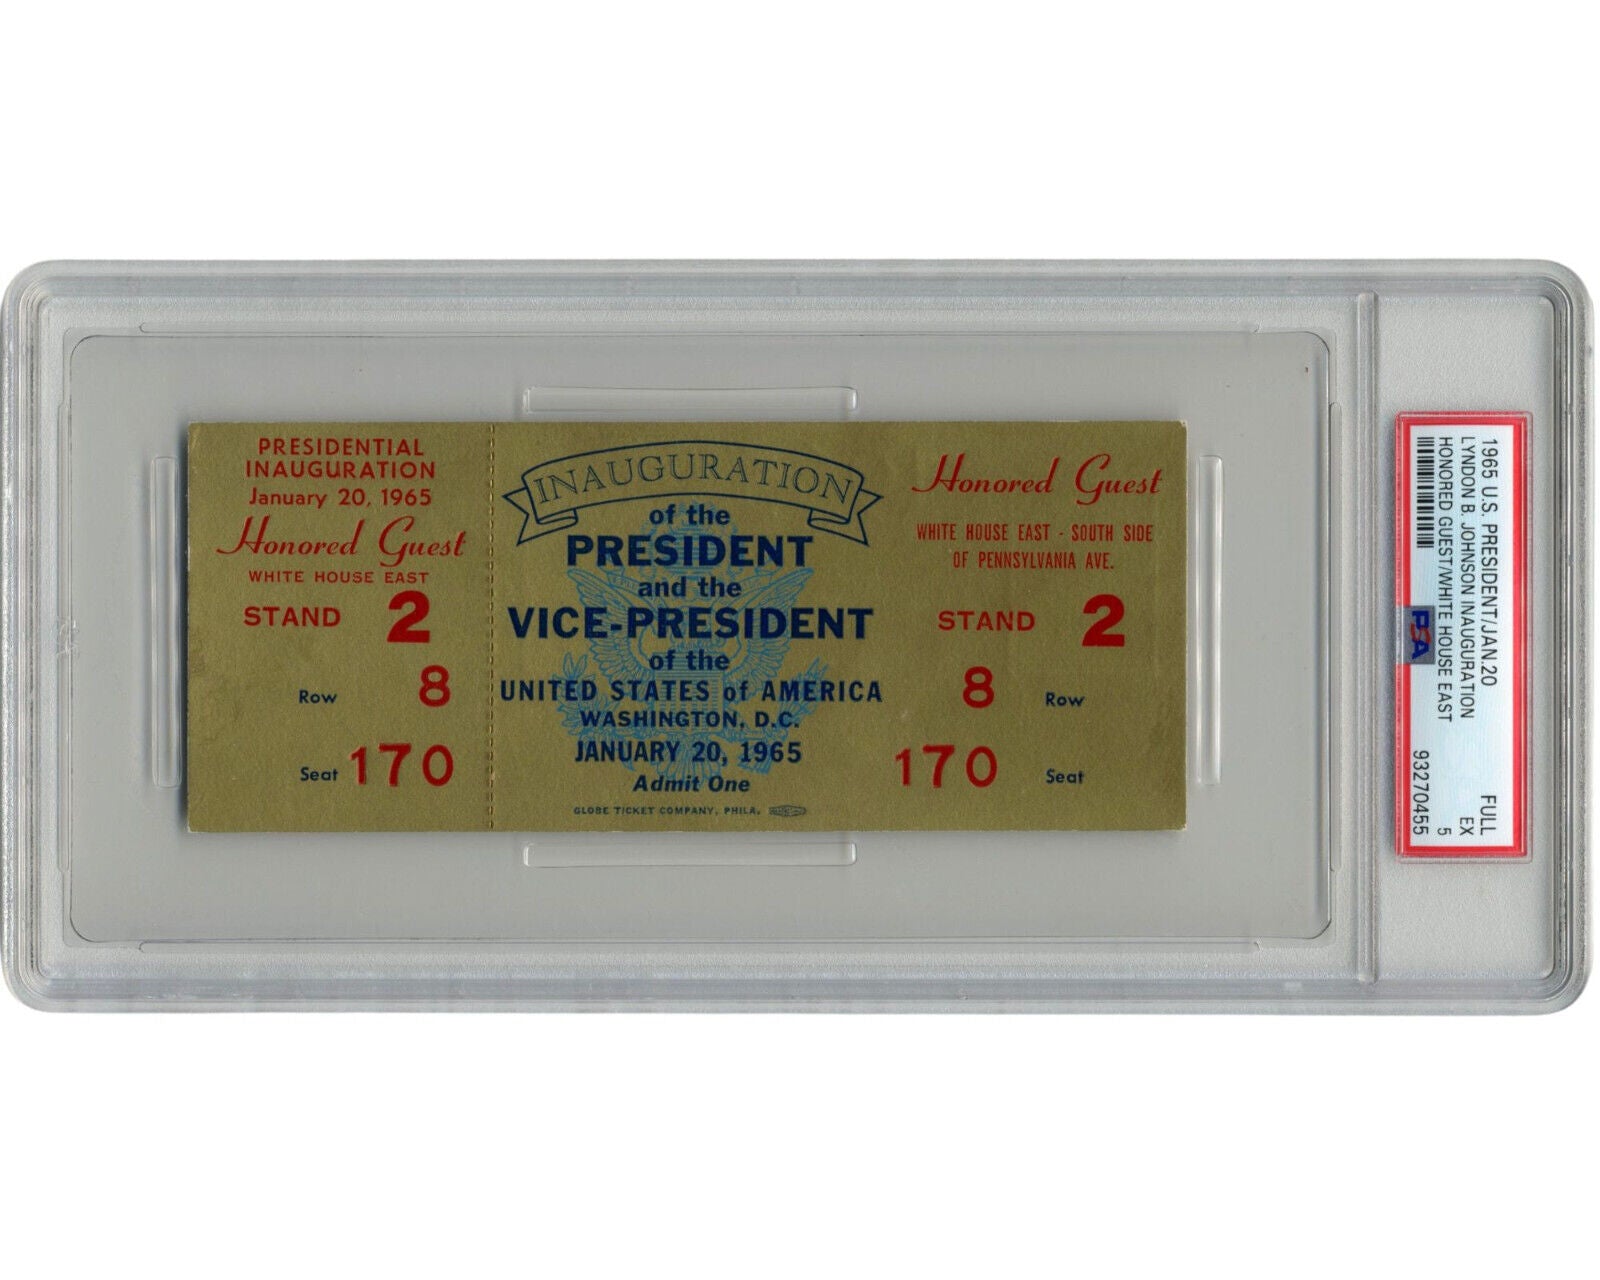 PRESIDENTIAL
INAUGURATION
January 20, 1965
Honored Guest
WHITE HOUSE EAST
STAND 2
Row 8
Seat 170
INAUGURATION
of the
PRESIDENT
and the
VICE-PRESIDENT
of the
UNITED STATES of AMERICA
WASHINGTON, D.C.
JANUARY 20, 1965
Admit One
GLOBE TICKET COMPANY, PHILA.
Honored Guest
WHITE HOUSE EAST - SOUTH SIDE
OF PENNSYLVANIA AVE.
STAND 2
8 Row
170 Seat
1965 U.S. PRESIDENT/JAN.20 FULL
LYNDON B. JOHNSON INAUGURATION EX
HONORED GUEST/WHITE HOUSE EAST 5
PSA 93270455